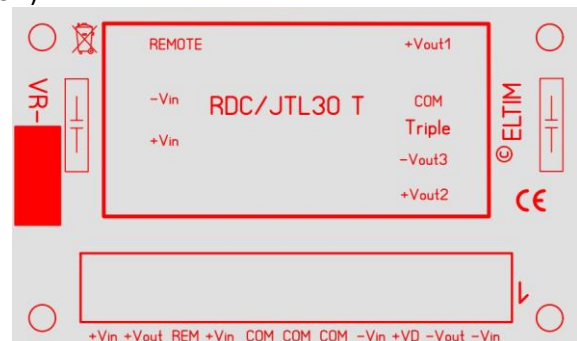 REMOTE +Vout1
-Vin RDC/JTL30 T COM
Triple
+Vin
-Vout3
+Vout2
VR-
© ELTIM
CE
1
+Vin +Vout REM +Vin COM COM COM -Vin +VD -Vout -Vin